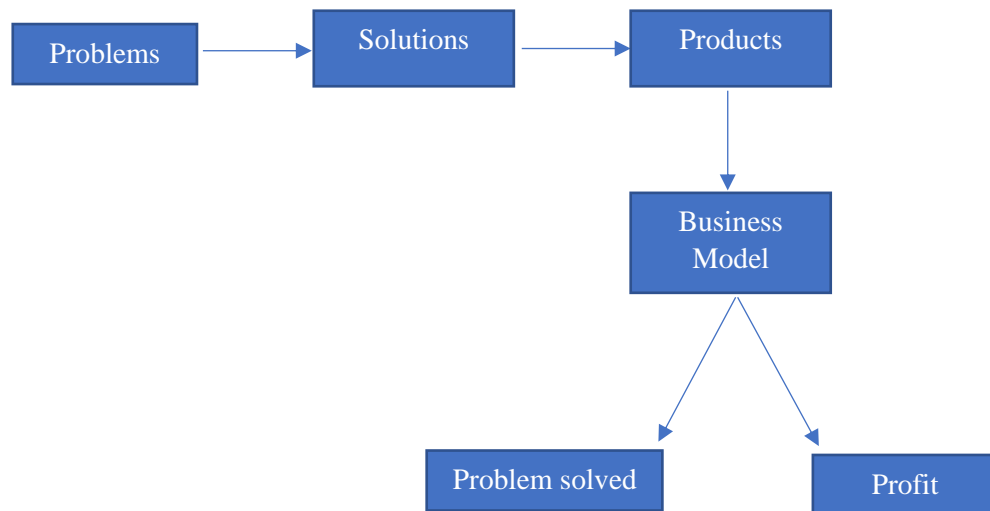 Problems
Solutions
Products
Business
Model
Problem solved
Profit